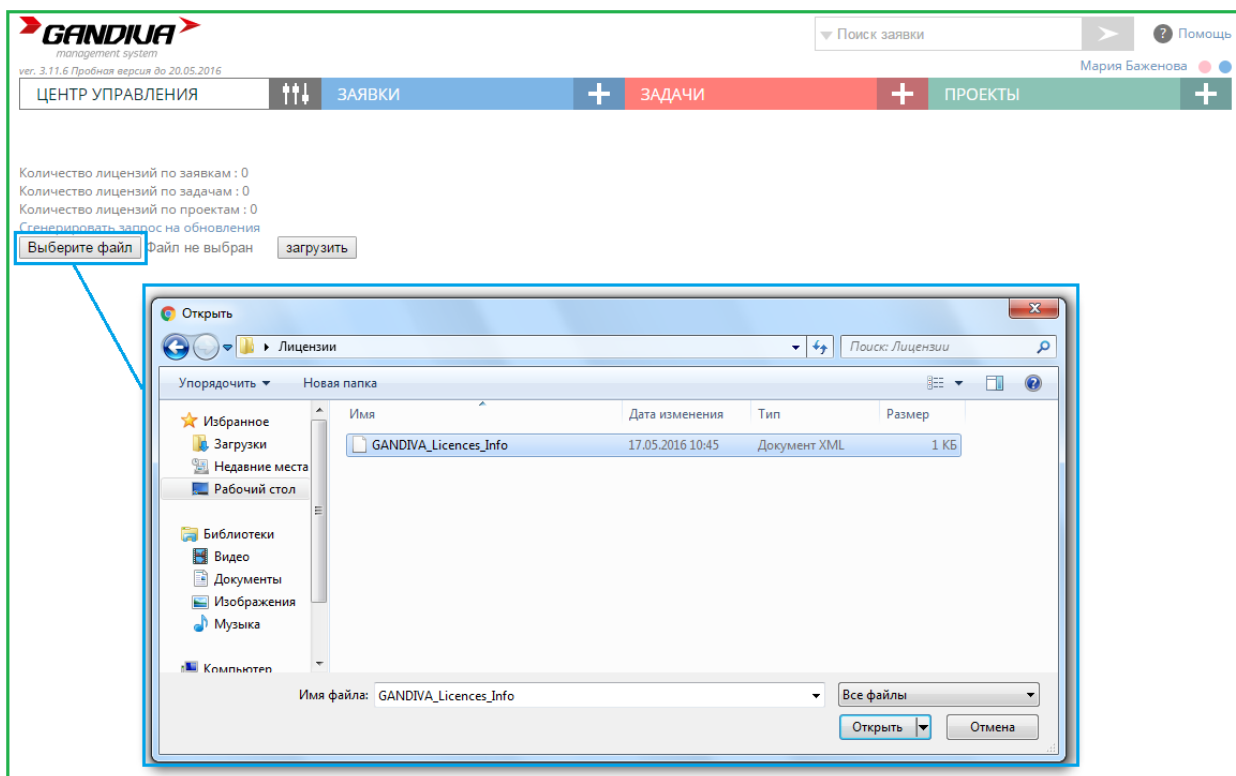 GANDIVA
management system
ver. 3.11.6 Пробная версия до 20.05.2016
Поиск заявки
? Помощь
Мария Баженова
ЦЕНТР УПРАВЛЕНИЯ
ЗАЯВКИ
ЗАДАЧИ
ПРОЕКТЫ
Количество лицензий по заявкам : 0
Количество лицензий по задачам : 0
Количество лицензий по проектам : 0
Сгенерировать запрос на обновления
Выберите файл Файл не выбран загрузить
Открыть
Лицензии
Поиск: Лицензии
Упорядочить Новая папка
Избранное
Загрузки
Недавние места
Рабочий стол
Библиотеки
Видео
Документы
Изображения
Музыка
Компьютер
Имя Дата изменения Тип Размер
GANDIVA_Licences_Info 17.05.2016 10:45 Документ XML 1 КБ
Имя файла: GANDIVA_Licences_Info Все файлы
Открыть Отмена